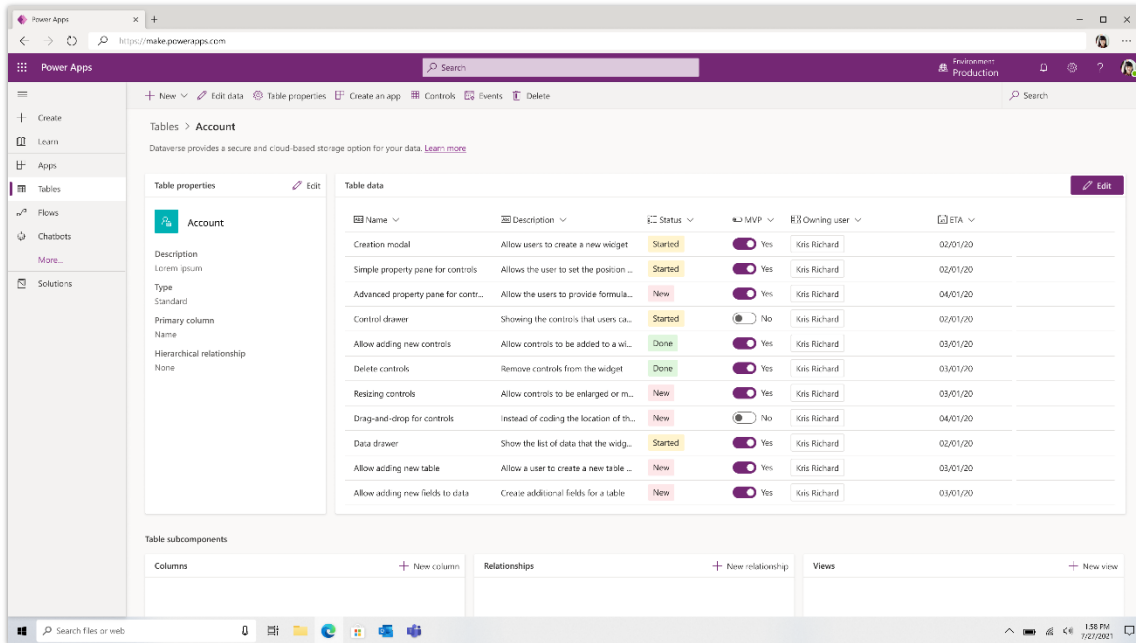 Power Apps
https://make.powerapps.com
Power Apps
Search
Environment
Production
New
Edit data
Table properties
Create an app
Controls
Events
Delete
Search
Create
Learn
Apps
Tables
Flows
Chatbots
More...
Solutions
Tables > Account
Dataverse provides a secure and cloud-based storage option for your data. Learn more
Table properties
Edit
Account
Description
Lorem ipsum
Type
Standard
Primary column
Name
Hierarchical relationship
None
Table data
Edit
Name Description Status MVP Owning user ETA
Creation modal Allow users to create a new widget Started Yes Kris Richard 02/01/20
Simple property pane for controls Allows the user to set the position ... Started Yes Kris Richard 02/01/20
Advanced property pane for contr... Allow the users to provide formula... New Yes Kris Richard 04/01/20
Control drawer Showing the controls that users ca... Started No Kris Richard 02/01/20
Allow adding new controls Allow controls to be added to a wi... Done Yes Kris Richard 03/01/20
Delete controls Remove controls from the widget Done Yes Kris Richard 03/01/20
Resizing controls Allow controls to be enlarged or m... New Yes Kris Richard 03/01/20
Drag-and-drop for controls Instead of coding the location of th... New No Kris Richard 04/01/20
Data drawer Show the list of data that the widg... Started Yes Kris Richard 02/01/20
Allow adding new table Allow a user to create a new table ... New Yes Kris Richard 03/01/20
Allow adding new fields to data Create additional fields for a table New Yes Kris Richard 03/01/20
Table subcomponents
Columns
New column
Relationships
New relationship
Views
New view
Search files or web
1:58 PM
7/27/2021